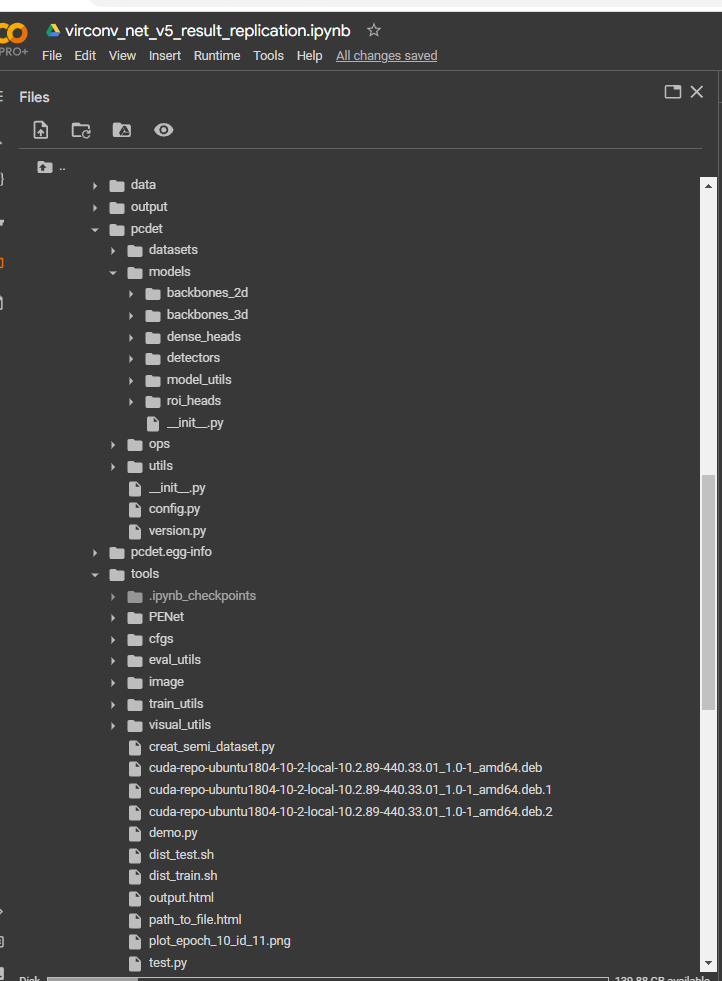 virconv_net_v5_result_replication.ipynb
PRO+
File Edit View Insert Runtime Tools Help All changes saved
Files
..
data
output
pcdet
datasets
models
backbones_2d
backbones_3d
dense_heads
detectors
model_utils
roi_heads
__init__.py
ops
utils
__init__.py
config.py
version.py
pcdet.egg-info
tools
.ipynb_checkpoints
PENet
cfgs
eval_utils
image
train_utils
visual_utils
creat_semi_dataset.py
cuda-repo-ubuntu1804-10-2-local-10.2.89-440.33.01_1.0-1_amd64.deb
cuda-repo-ubuntu1804-10-2-local-10.2.89-440.33.01_1.0-1_amd64.deb.1
cuda-repo-ubuntu1804-10-2-local-10.2.89-440.33.01_1.0-1_amd64.deb.2
demo.py
dist_test.sh
dist_train.sh
output.html
path_to_file.html
plot_epoch_10_id_11.png
test.py
Disk 139.88 GB available